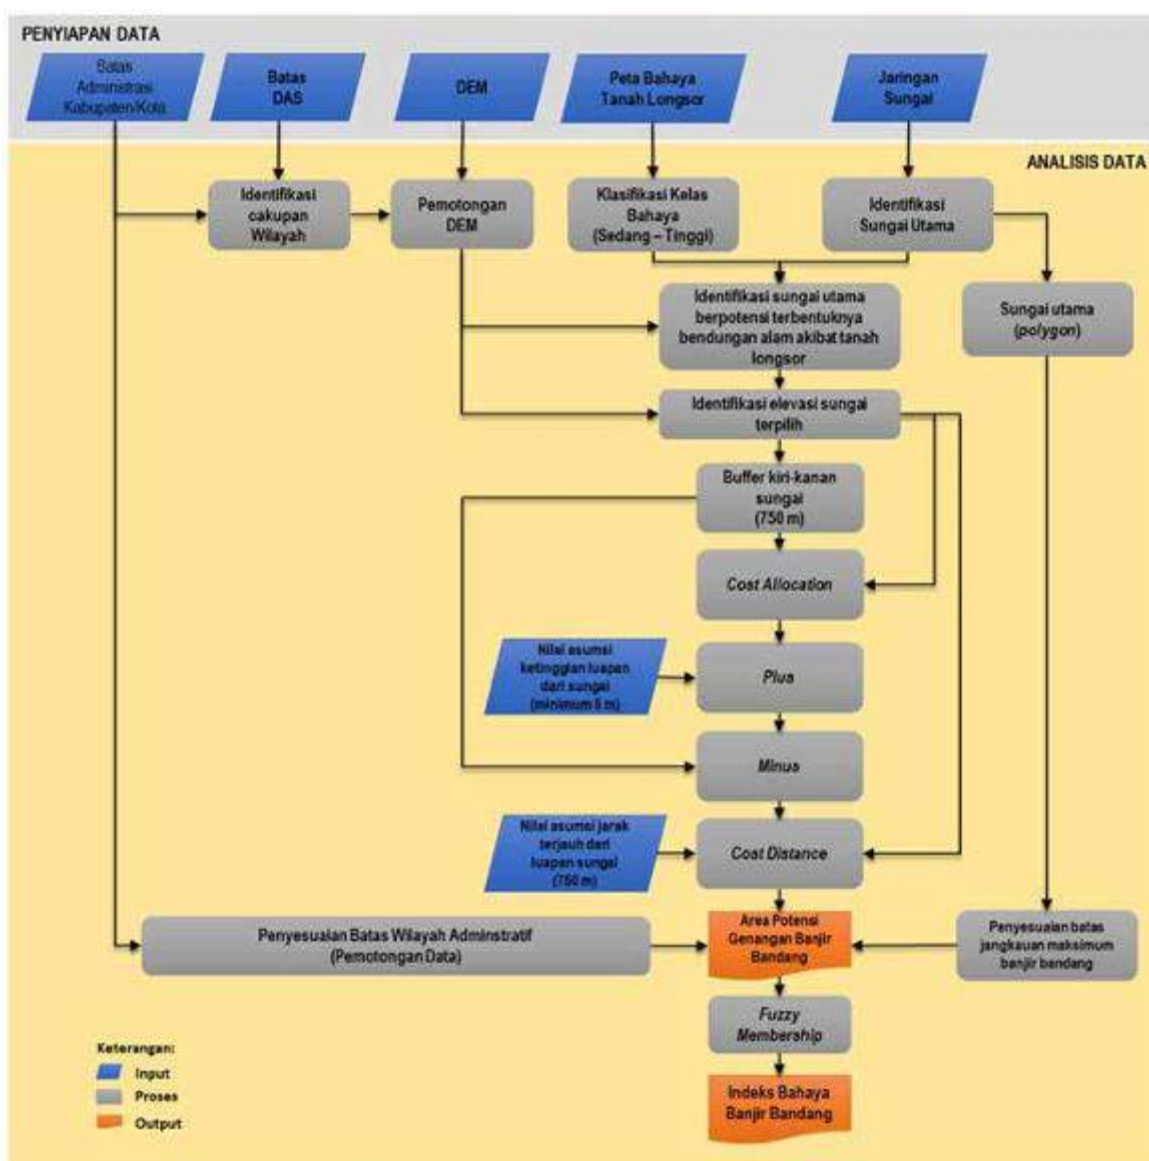 PENYIAPAN DATA
Batas
Administrasi
Kabupaten/Kota
Batas
DAS
DEM
Peta Bahaya
Tanah Longsor
Jaringan
Sungai
ANALISIS DATA
Identifikasi
cakupan
Wilayah
Pemotongan
DEM
Klasifikasi Kelas
Bahaya
(Sedang – Tinggi)
Identifikasi
Sungai Utama
Identifikasi sungai utama
berpotensi terbentuknya
bendungan alam akibat tanah
longsor
Sungai utama
(polygon)
Identifikasi elevasi sungai
terpilih
Buffer kiri-kanan
sungai
(750 m)
Cost Allocation
Nilai asumsi
ketinggian luapan
dari sungai
(minimum 5 m)
Plus
Minus
Nilai asumsi jarak
terjauh dari
luapan sungai
(750 m)
Cost Distance
Penyesuaian Batas Wilayah Adminstratif
(Pemotongan Data)
Area Potensi
Genangan Banjir
Bandang
Penyesuaian batas
jangkauan maksimum
banjir bandang
Fuzzy
Membership
Indeks Bahaya
Banjir Bandang
Keterangan:
Input
Proses
Output